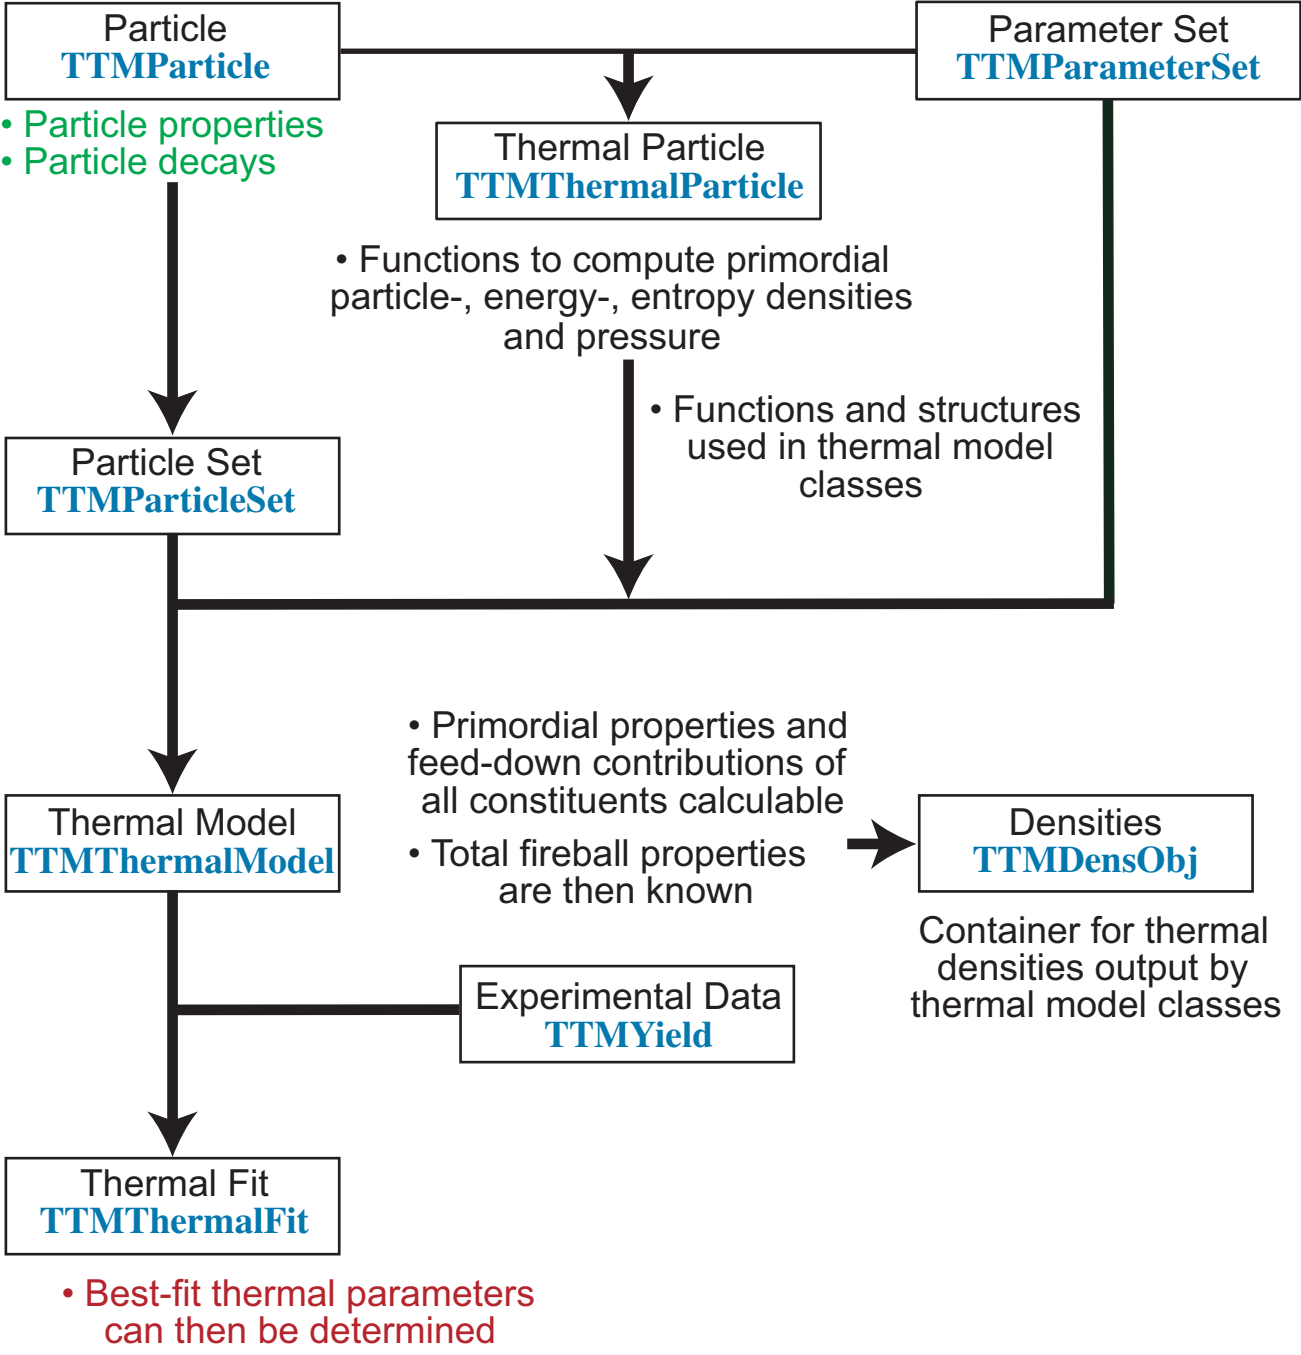 Particle
TTMParticle
Parameter Set
TTMParameterSet
• Particle properties
• Particle decays
Thermal Particle
TTMThermalParticle
• Functions to compute primordial
particle-, energy-, entropy densities
and pressure
• Functions and structures
used in thermal model
classes
Particle Set
TTMParticleSet
• Primordial properties and
feed-down contributions of
all constituents calculable
• Total fireball properties
are then known
Thermal Model
TTMThermalModel
Densities
TTMDensObj
Container for thermal
densities output by
thermal model classes
Experimental Data
TTMYield
Thermal Fit
TTMThermalFit
• Best-fit thermal parameters
can then be determined